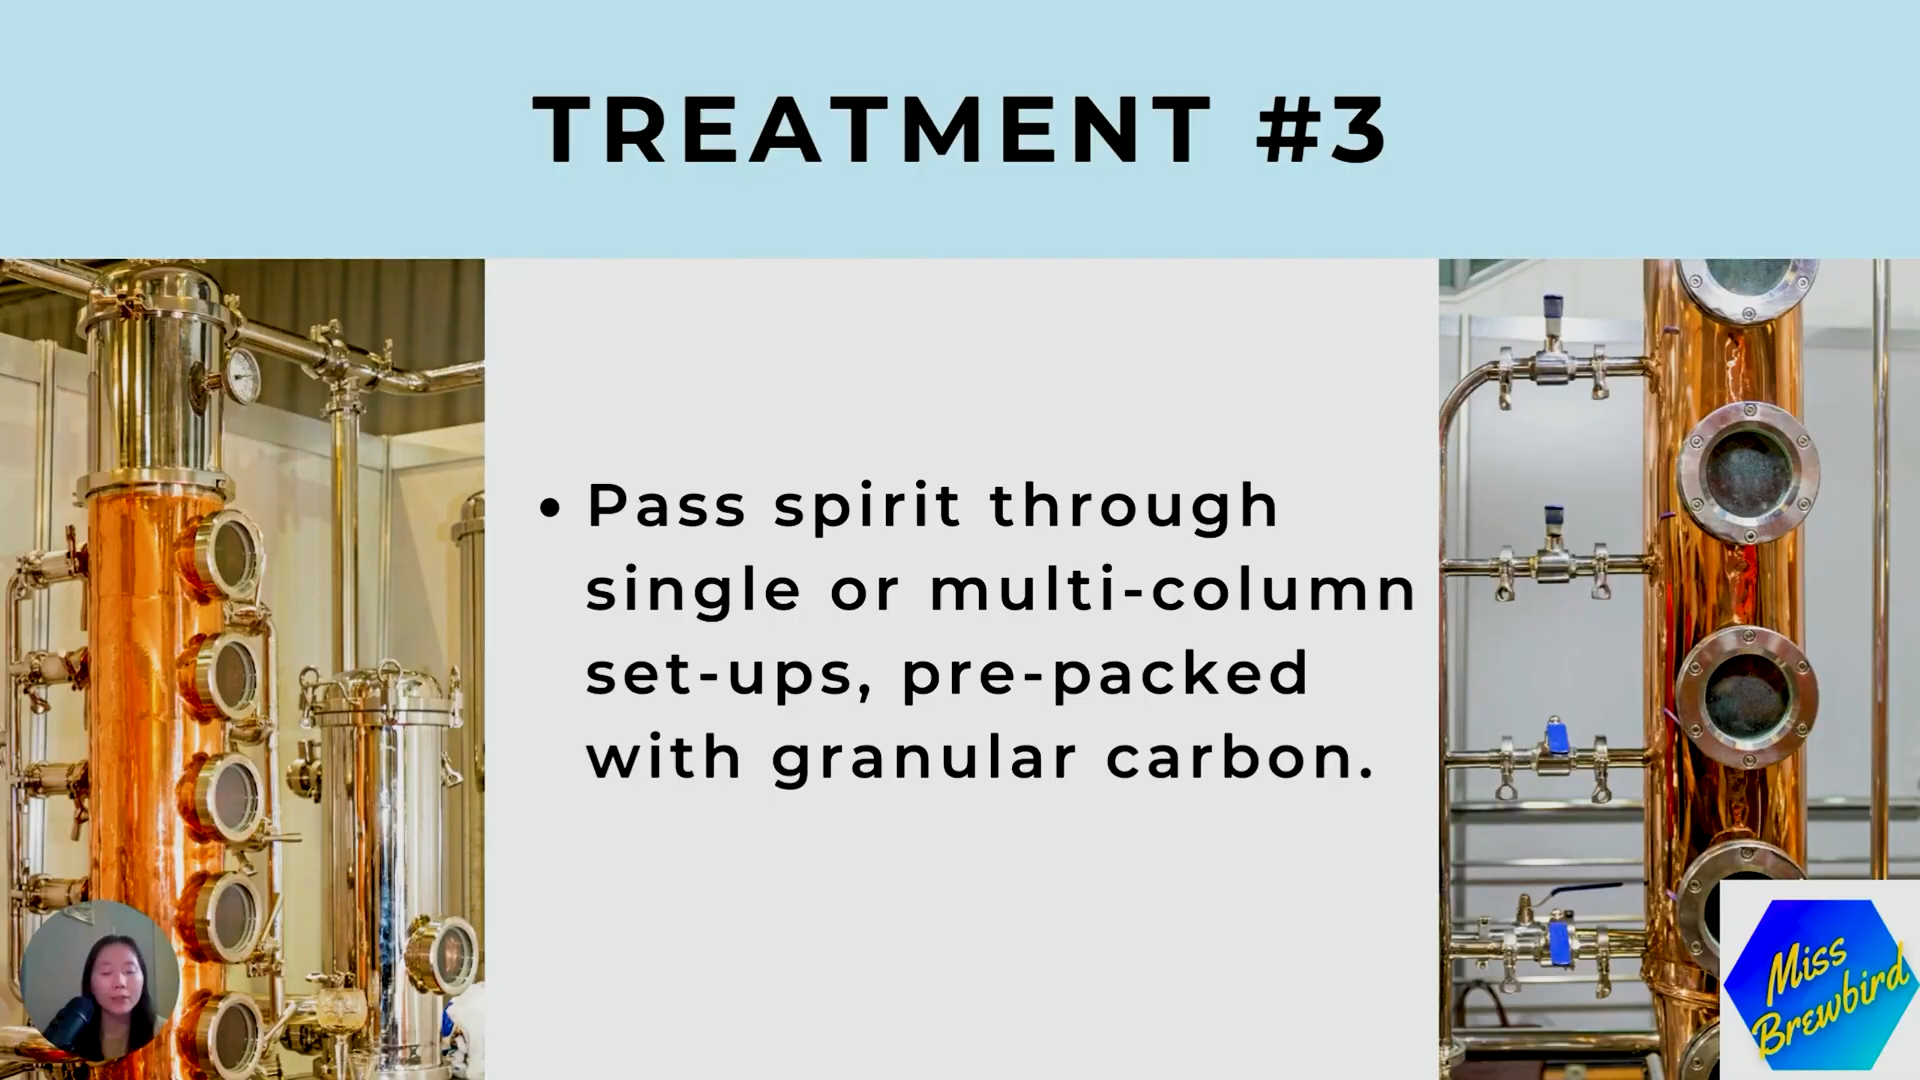 TREATMENT #3
• Pass spirit through
single or multi-column
set-ups, pre-packed
with granular carbon.
Miss
Brewbird